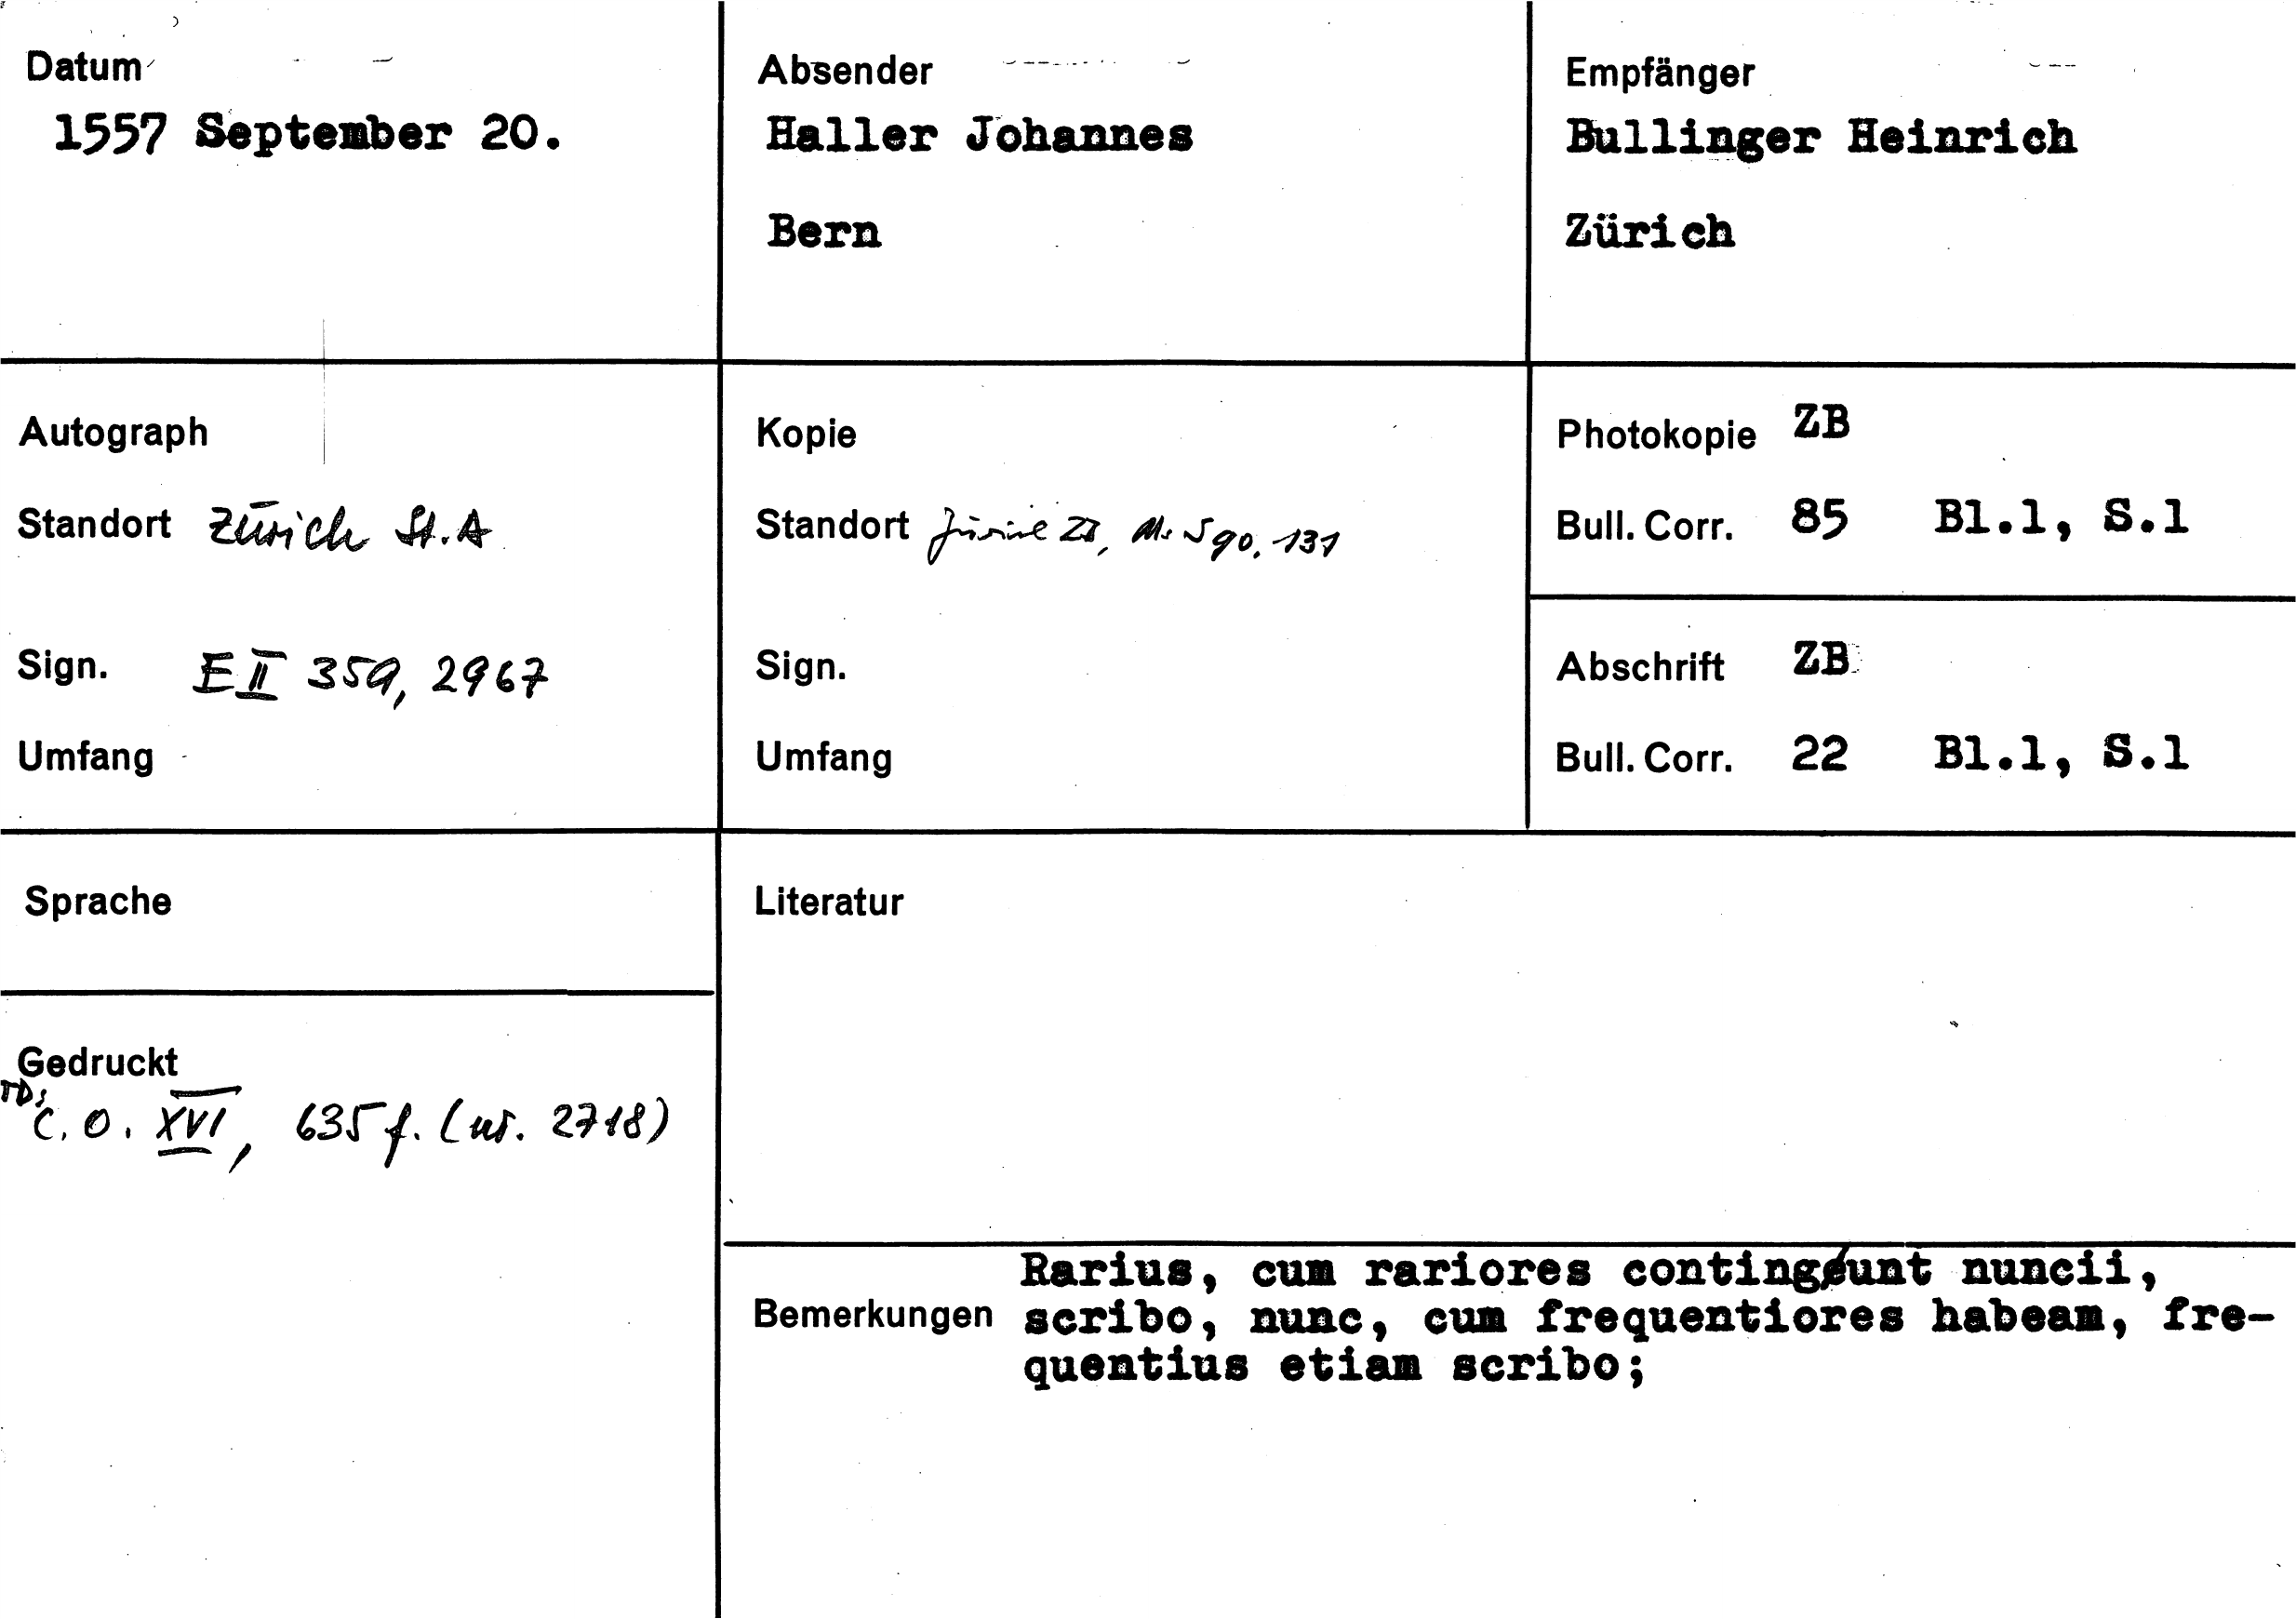 Datum
1557 September 20.
Absender
Haller Johannes
Bern
Empfänger
Bullinger Heinrich
Zürich
Autograph
Standort Zürich St.A
Sign. E II 359, 2967
Umfang
Kopie
Standort Zürich ZB, Ms S 90, 131
Sign.
Umfang
Photokopie ZB
Bull. Corr. 85 Bl.1, S.1
Abschrift ZB
Bull. Corr. 22 Bl.1, S.1
Sprache
Gedruckt
TD:
C. O. XVI, 635 f. (nr. 2718)
Literatur
Bemerkungen
Rarius, cum rariores contingunt nuncii,
scribo, nunc, cum frequentiores habeam, fre-
quentius etiam scribo;